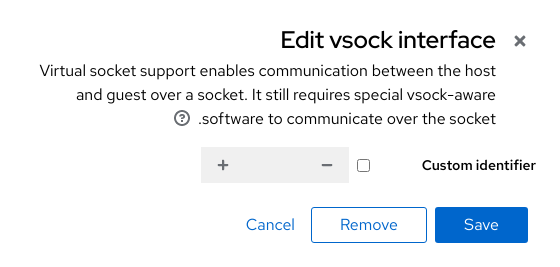 Edit vsock interface
Virtual socket support enables communication between the host
and guest over a socket. It still requires special vsock-aware
.software to communicate over the socket
Custom identifier
Save Remove Cancel